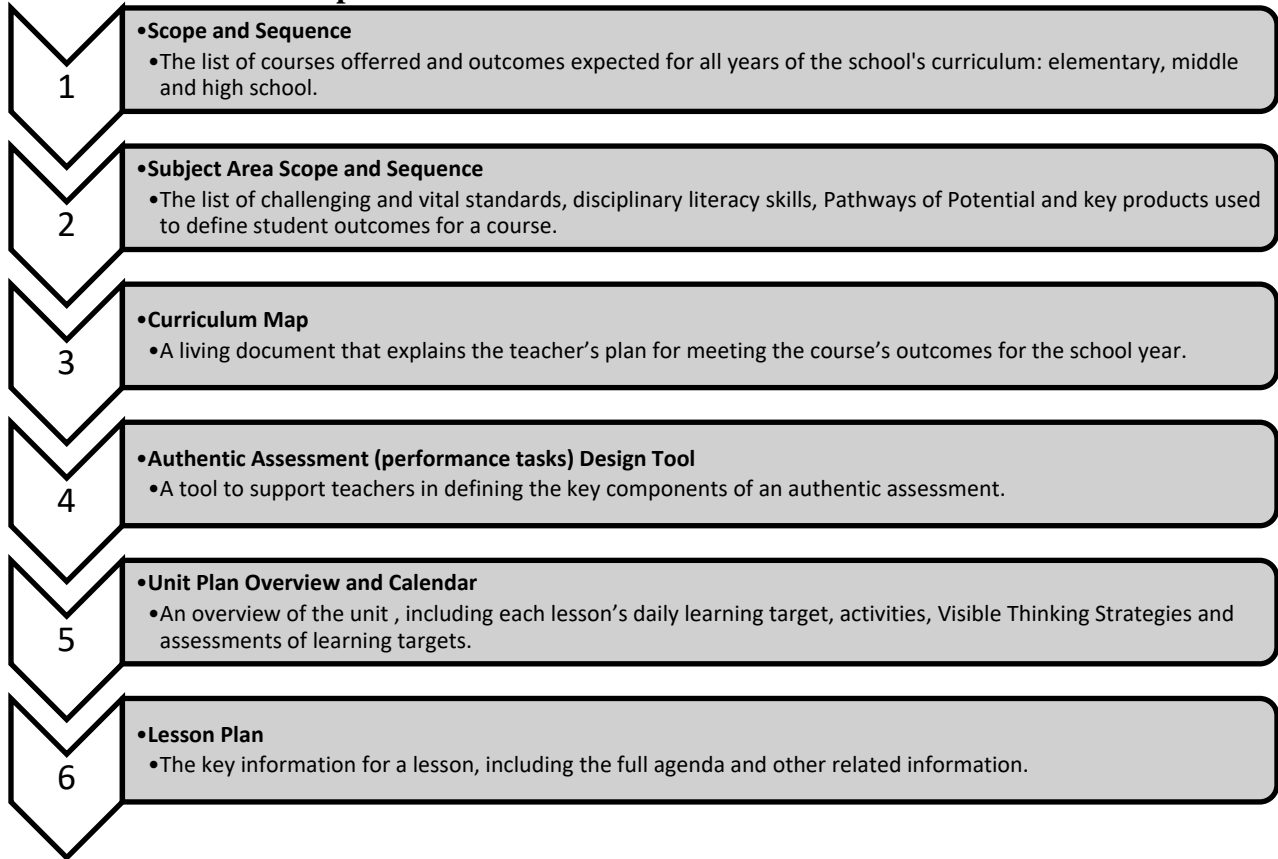 •Scope and Sequence
•The list of courses offerred and outcomes expected for all years of the school's curriculum: elementary, middle
and high school.
1
•Subject Area Scope and Sequence
•The list of challenging and vital standards, disciplinary literacy skills, Pathways of Potential and key products used
to define student outcomes for a course.
2
•Curriculum Map
•A living document that explains the teacher’s plan for meeting the course’s outcomes for the school year.
3
•Authentic Assessment (performance tasks) Design Tool
•A tool to support teachers in defining the key components of an authentic assessment.
4
•Unit Plan Overview and Calendar
•An overview of the unit , including each lesson’s daily learning target, activities, Visible Thinking Strategies and
assessments of learning targets.
5
•Lesson Plan
•The key information for a lesson, including the full agenda and other related information.
6